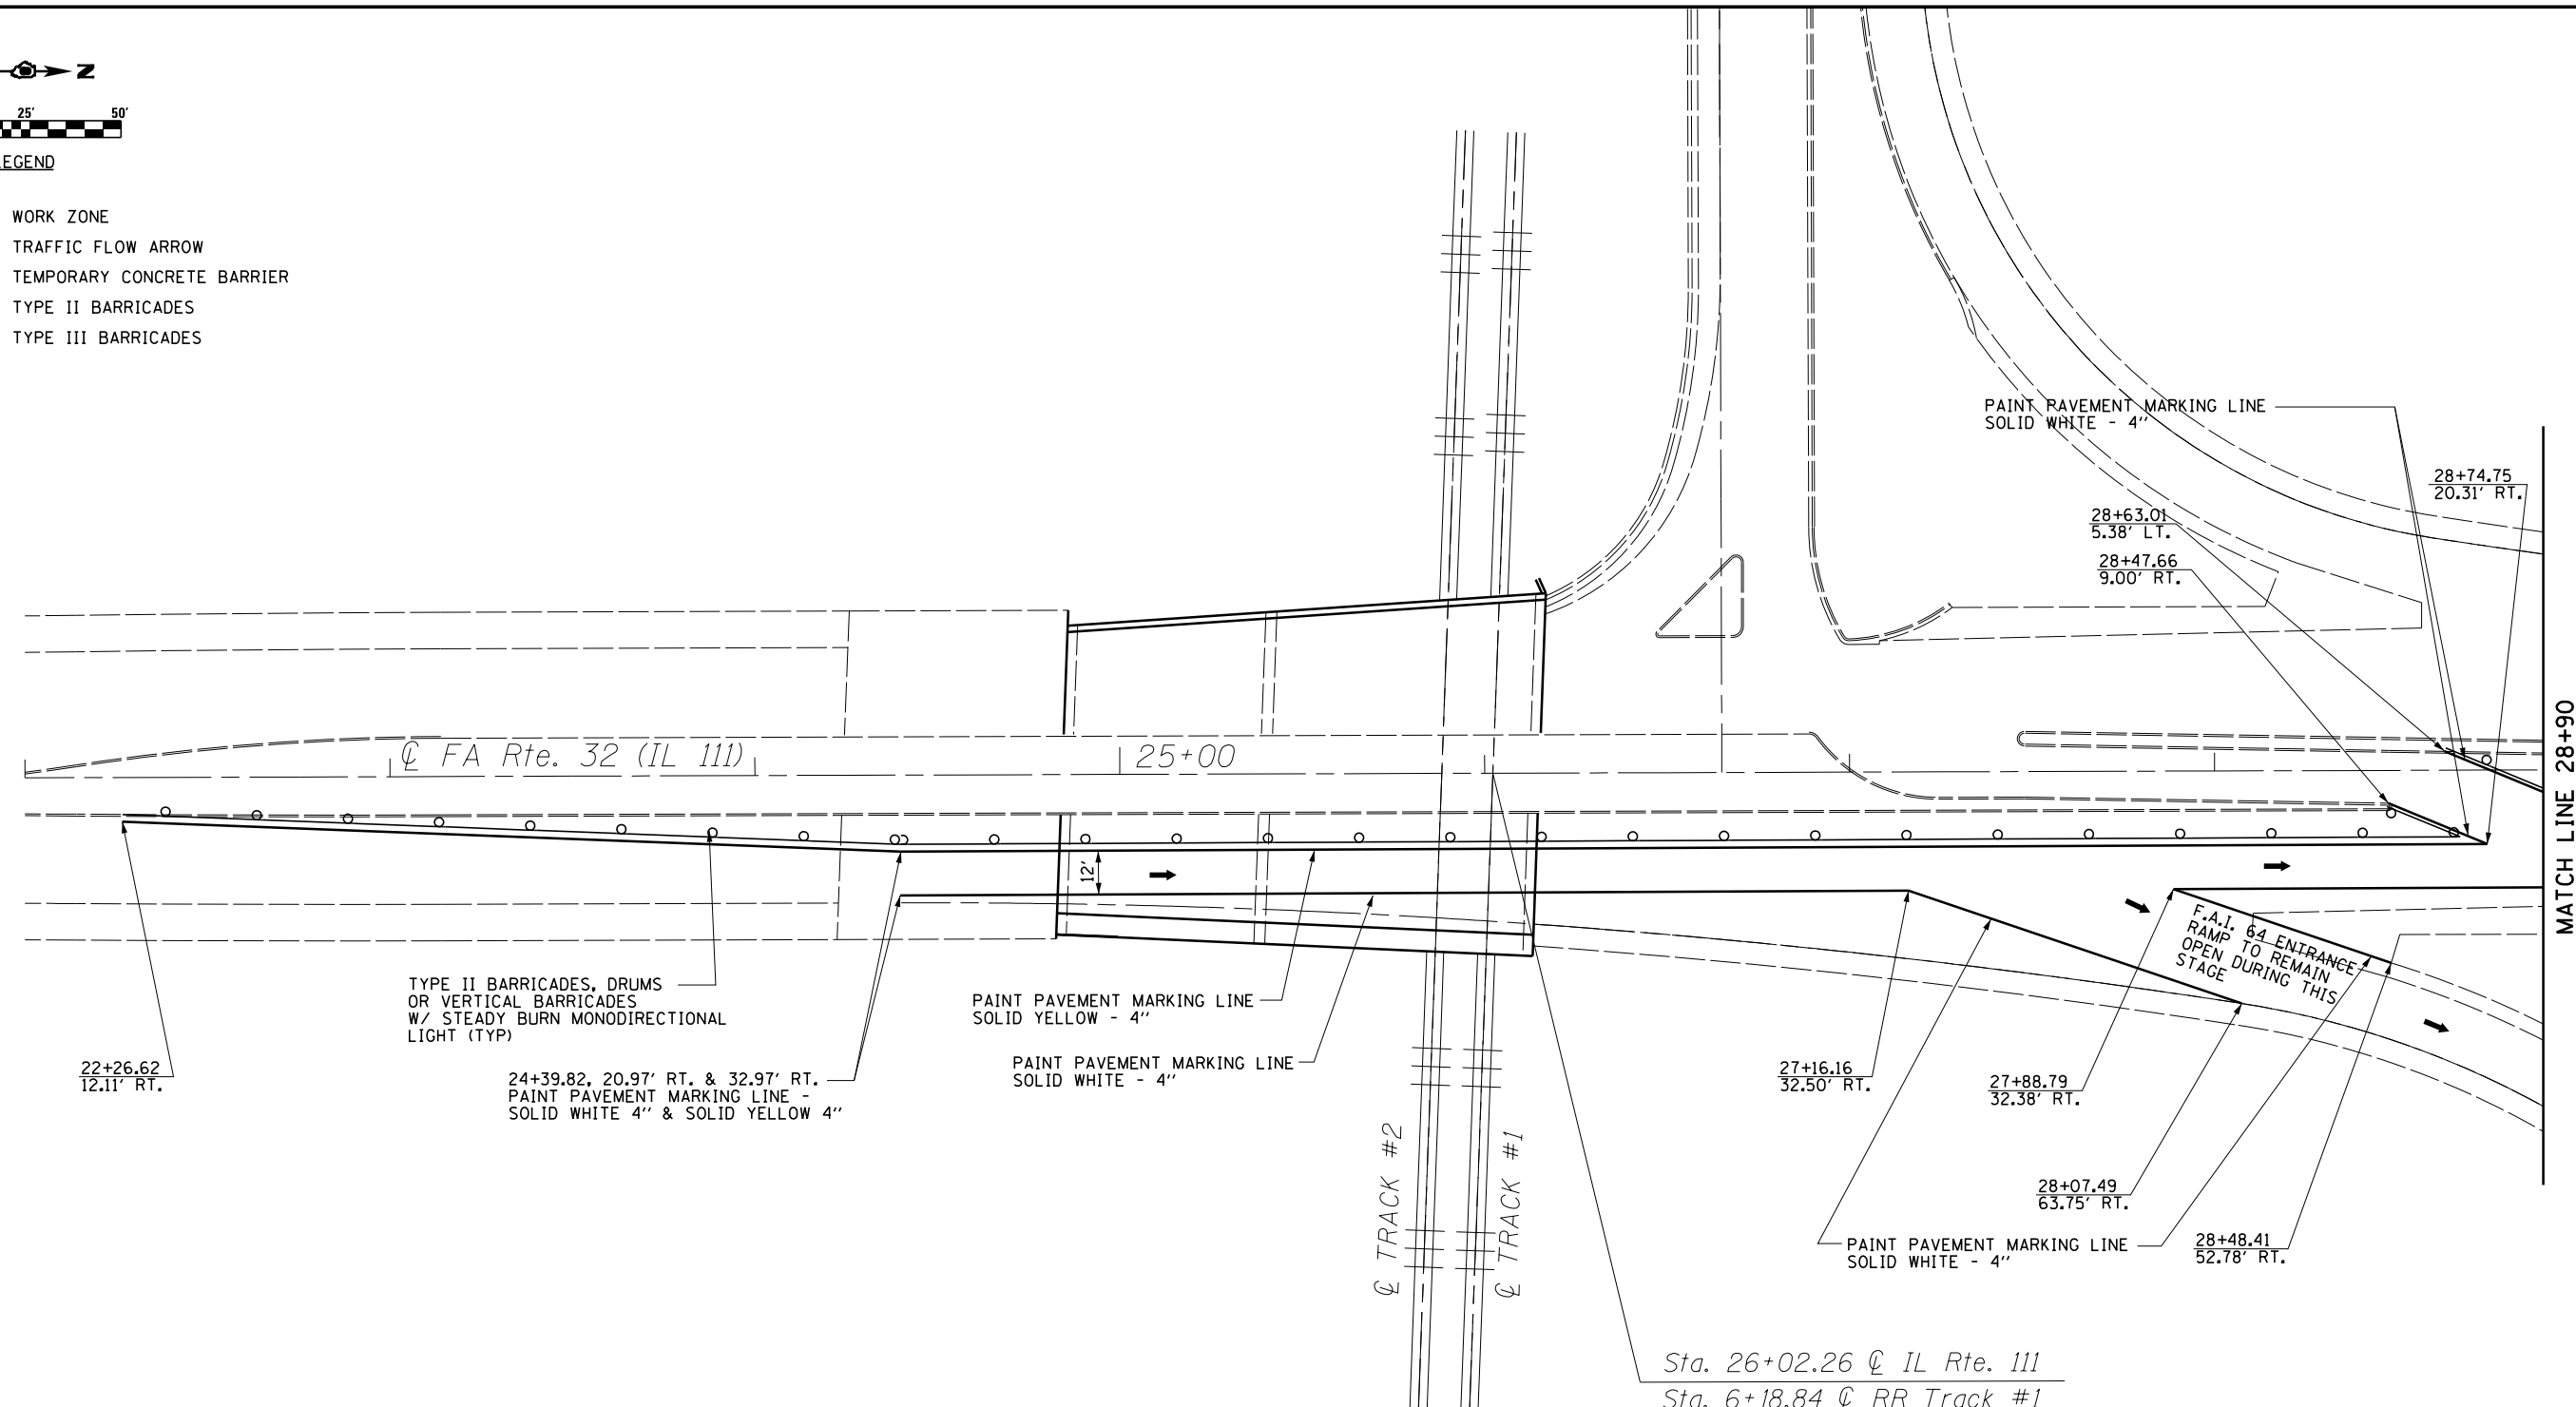 N
25' 50'
LEGEND
WORK ZONE
TRAFFIC FLOW ARROW
TEMPORARY CONCRETE BARRIER
TYPE II BARRICADES
TYPE III BARRICADES
PAINT PAVEMENT MARKING LINE
SOLID WHITE - 4''
28+74.75
20.31' RT.
28+63.01
5.38' LT.
28+47.66
9.00' RT.
MATCH LINE 28+90
℄ FA Rte. 32 (IL 111)
25+00
12'
F.A.I. 64 ENTRANCE
RAMP TO REMAIN
OPEN DURING THIS
STAGE
TYPE II BARRICADES, DRUMS
OR VERTICAL BARRICADES
W/ STEADY BURN MONODIRECTIONAL
LIGHT (TYP)
PAINT PAVEMENT MARKING LINE
SOLID YELLOW - 4''
PAINT PAVEMENT MARKING LINE
SOLID WHITE - 4''
22+26.62
12.11' RT.
24+39.82, 20.97' RT. & 32.97' RT.
PAINT PAVEMENT MARKING LINE -
SOLID WHITE 4'' & SOLID YELLOW 4''
27+16.16
32.50' RT.
27+88.79
32.38' RT.
28+07.49
63.75' RT.
28+48.41
52.78' RT.
PAINT PAVEMENT MARKING LINE
SOLID WHITE - 4''
℄ TRACK #2
℄ TRACK #1
Sta. 26+02.26 ℄ IL Rte. 111
Sta. 6+18.84 ℄ RR Track #1